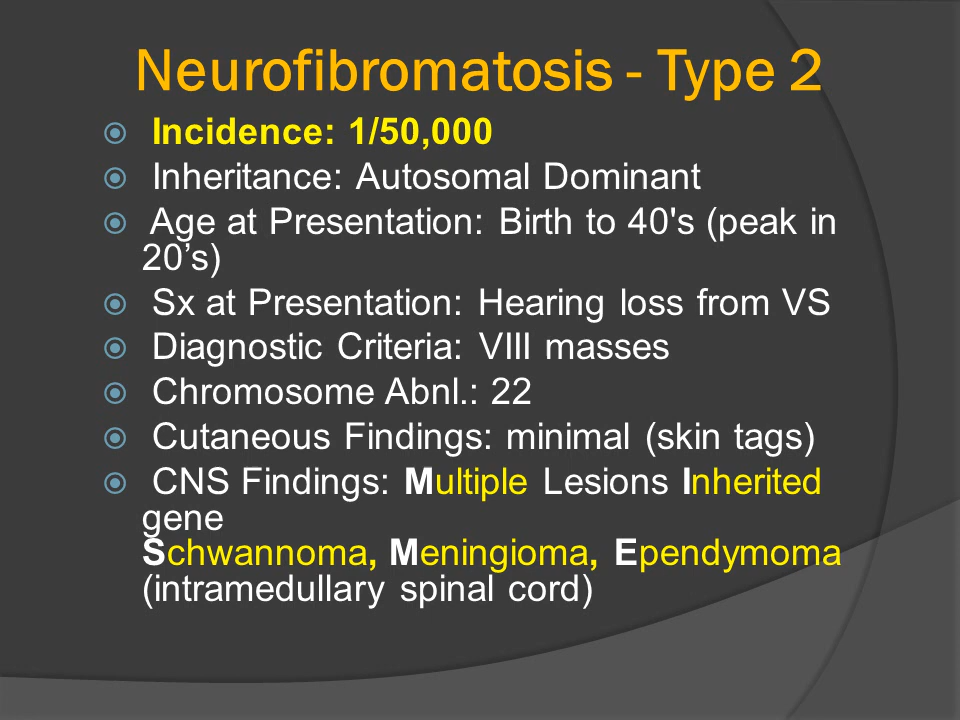 Neurofibromatosis - Type 2
Incidence: 1/50,000
Inheritance: Autosomal Dominant
Age at Presentation: Birth to 40's (peak in
20’s)
Sx at Presentation: Hearing loss from VS
Diagnostic Criteria: VIII masses
Chromosome Abnl.: 22
Cutaneous Findings: minimal (skin tags)
CNS Findings: Multiple Lesions Inherited
gene
Schwannoma, Meningioma, Ependymoma
(intramedullary spinal cord)